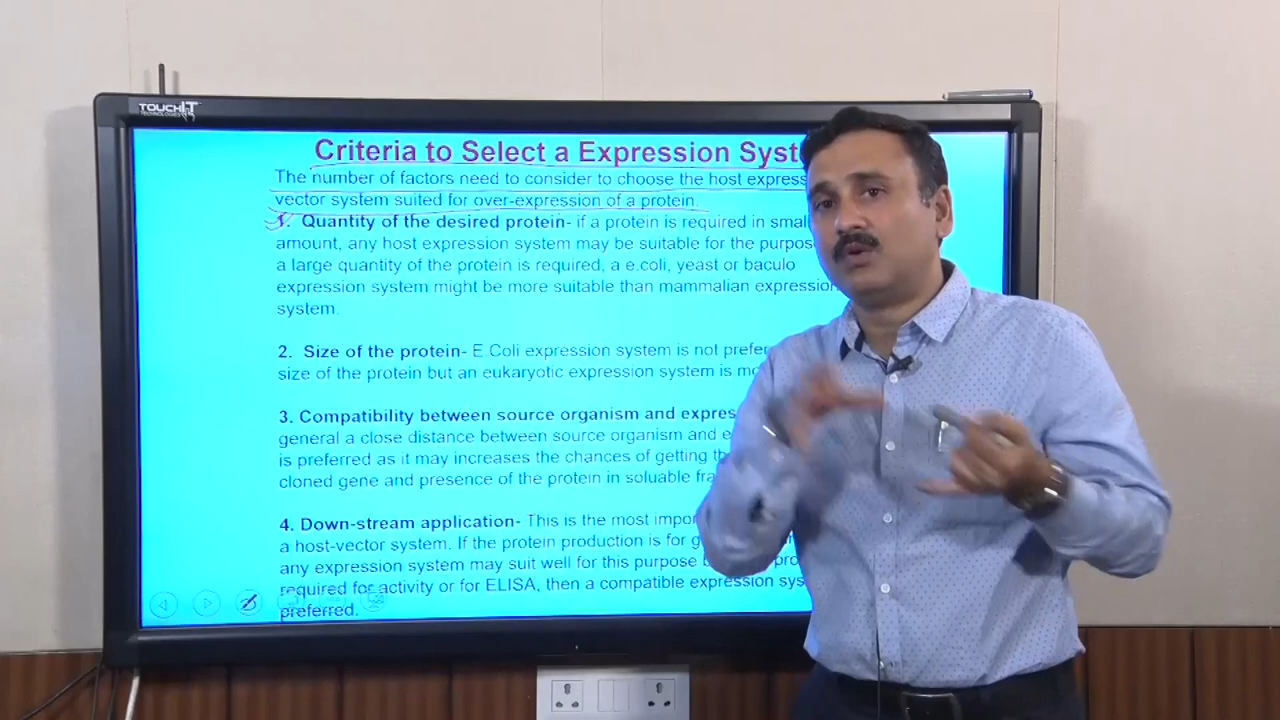 TOUCHIT
TECHNOLOGIES
Criteria to Select a Expression Syst
The number of factors need to consider to choose the host express
vector system suited for over-expression of a protein.
1. Quantity of the desired protein- if a protein is required in small
amount, any host expression system may be suitable for the purpos
a large quantity of the protein is required, a e.coli, yeast or baculo
expression system might be more suitable than mammalian expression
system.
2. Size of the protein- E.Coli expression system is not prefer
size of the protein but an eukaryotic expression system is mo
3. Compatibility between source organism and expres
general a close distance between source organism and e
is preferred as it may increases the chances of getting th
cloned gene and presence of the protein in soluable fra
4. Down-stream application- This is the most impor
a host-vector system. If the protein production is for g
any expression system may suit well for this purpose b pro
required for activity or for ELISA, then a compatible expression sys
preferred.